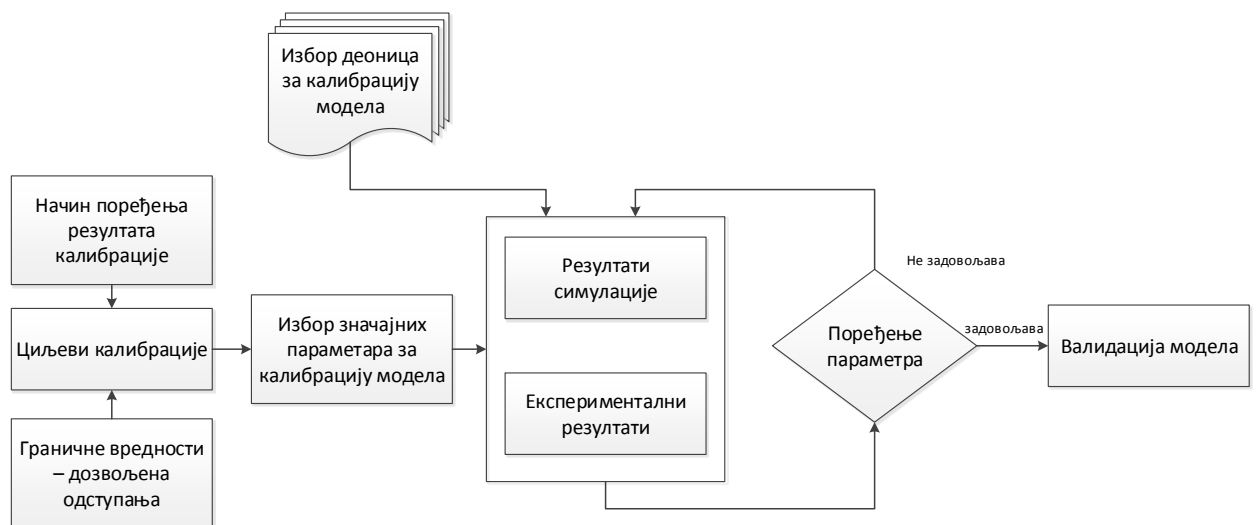 Избор деоница
за калибрацију
модела
Начин поређења
резултата
калибрације
Циљеви калибрације
Граничне вредности
– дозвољена
одступања
Избор значајних
параметара за
калибрацију модела
Резултати
симулације
Експериментални
резултати
Не задовољава
Поређење
параметра
задовољава
Валидација модела